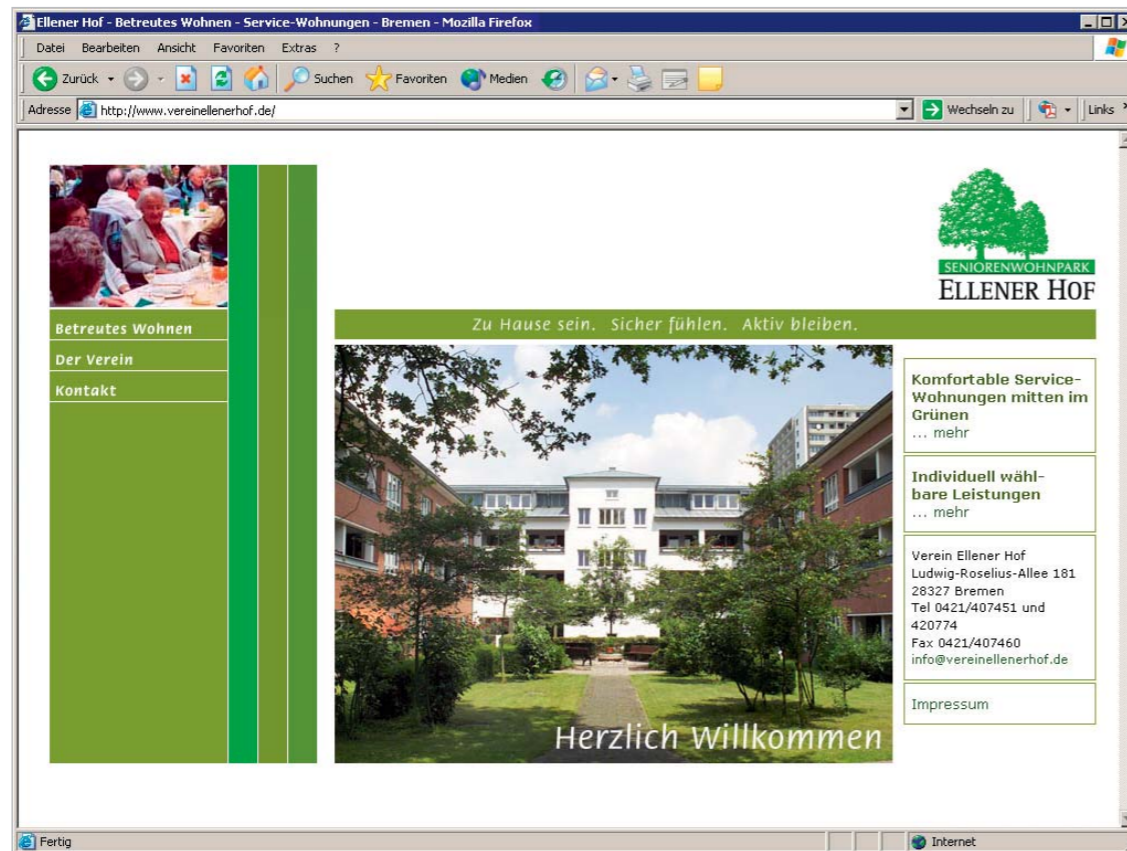 Ellener Hof - Betreutes Wohnen - Service-Wohnungen - Bremen - Mozilla Firefox
Datei Bearbeiten Ansicht Favoriten Extras ?
Zurück Suchen Favoriten Medien
Adresse http://www.vereinellenerhof.de/ Wechseln zu Links
SENIORENWOHNPARK
ELLENER HOF
Zu Hause sein. Sicher fühlen. Aktiv bleiben.
Betreutes Wohnen
Der Verein
Kontakt
Herzlich Willkommen
Komfortable Service-
Wohnungen mitten im
Grünen
... mehr
Individuell wähl-
bare Leistungen
... mehr
Verein Ellener Hof
Ludwig-Roselius-Allee 181
28327 Bremen
Tel 0421/407451 und
420774
Fax 0421/407460
info@vereinellenerhof.de
Impressum
Fertig Internet